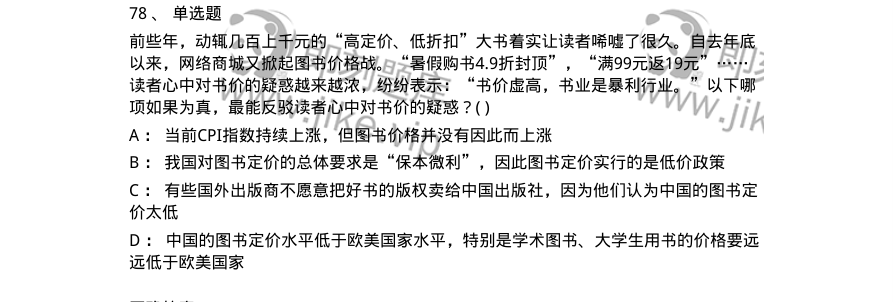 78 、 单选题
前些年，动辄几百上千元的“高定价、低折扣”大书着实让读者唏嘘了很久。自去年底
以来，网络商城又掀起图书价格战。“暑假购书4.9折封顶”，“满99元返19元”……
读者心中对书价的疑惑越来越浓，纷纷表示：“书价虚高，书业是暴利行业。”以下哪
项如果为真，最能反驳读者心中对书价的疑惑？( )
A ： 当前CPI指数持续上涨，但图书价格并没有因此而上涨
B ： 我国对图书定价的总体要求是“保本微利”，因此图书定价实行的是低价政策
C ： 有些国外出版商不愿意把好书的版权卖给中国出版社，因为他们认为中国的图书定
价太低
D ： 中国的图书定价水平低于欧美国家水平，特别是学术图书、大学生用书的价格要远
远低于欧美国家